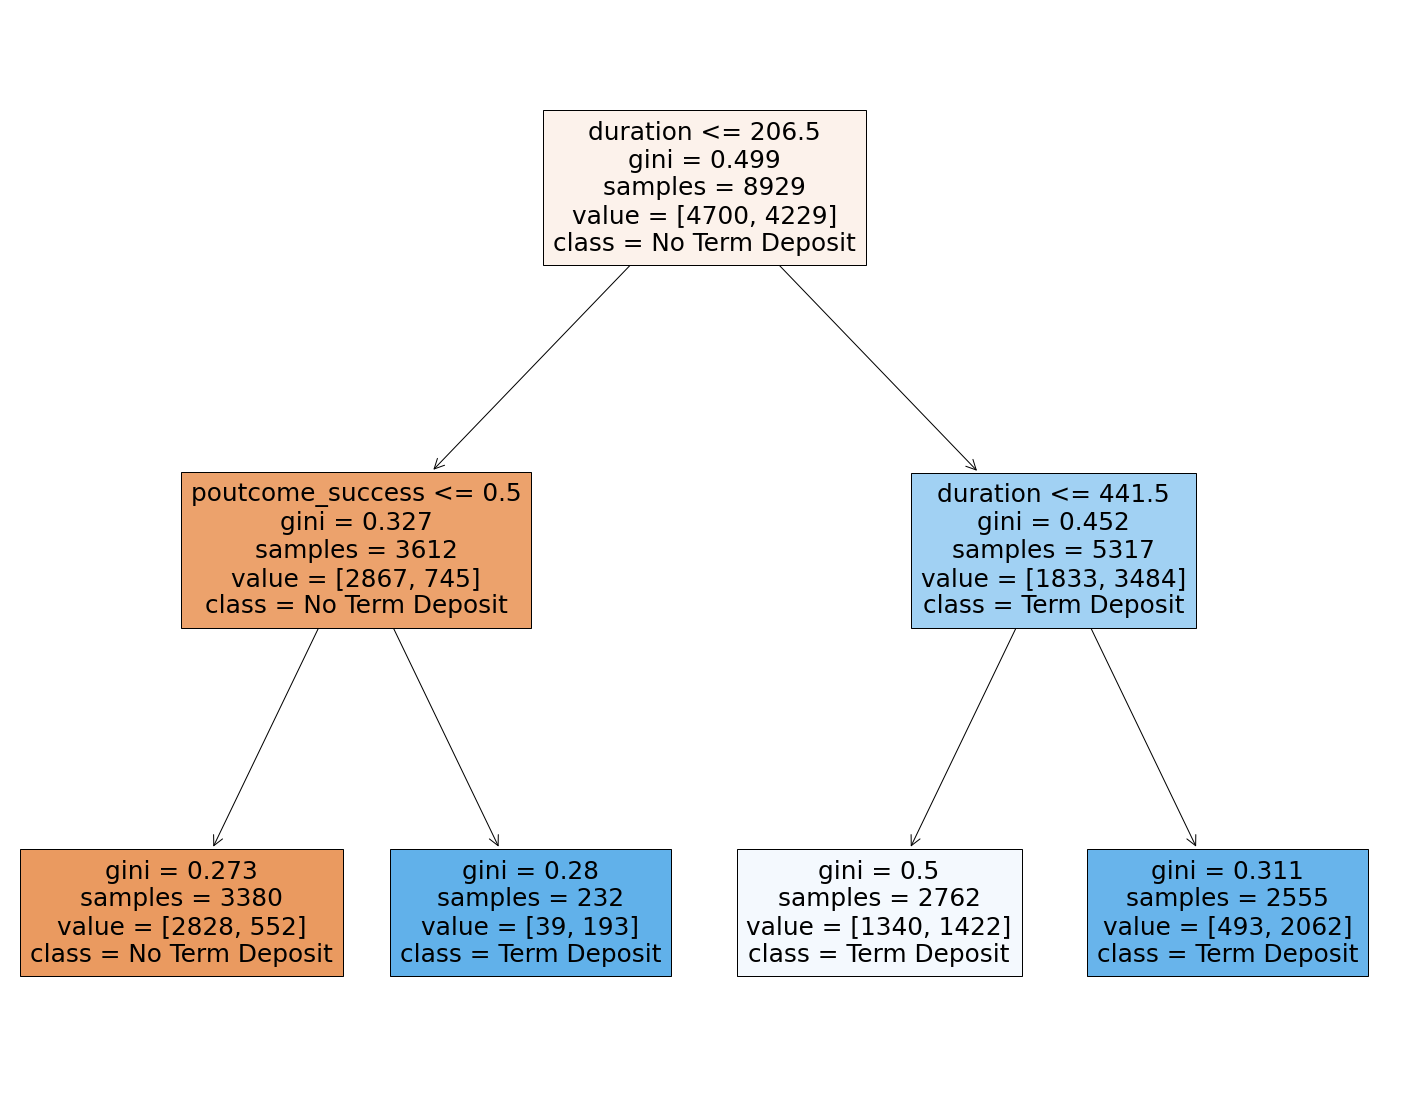 duration <= 206.5
gini = 0.499
samples = 8929
value = [4700, 4229]
class = No Term Deposit
poutcome_success <= 0.5
gini = 0.327
samples = 3612
value = [2867, 745]
class = No Term Deposit
duration <= 441.5
gini = 0.452
samples = 5317
value = [1833, 3484]
class = Term Deposit
gini = 0.273
samples = 3380
value = [2828, 552]
class = No Term Deposit
gini = 0.28
samples = 232
value = [39, 193]
class = Term Deposit
gini = 0.5
samples = 2762
value = [1340, 1422]
class = Term Deposit
gini = 0.311
samples = 2555
value = [493, 2062]
class = Term Deposit